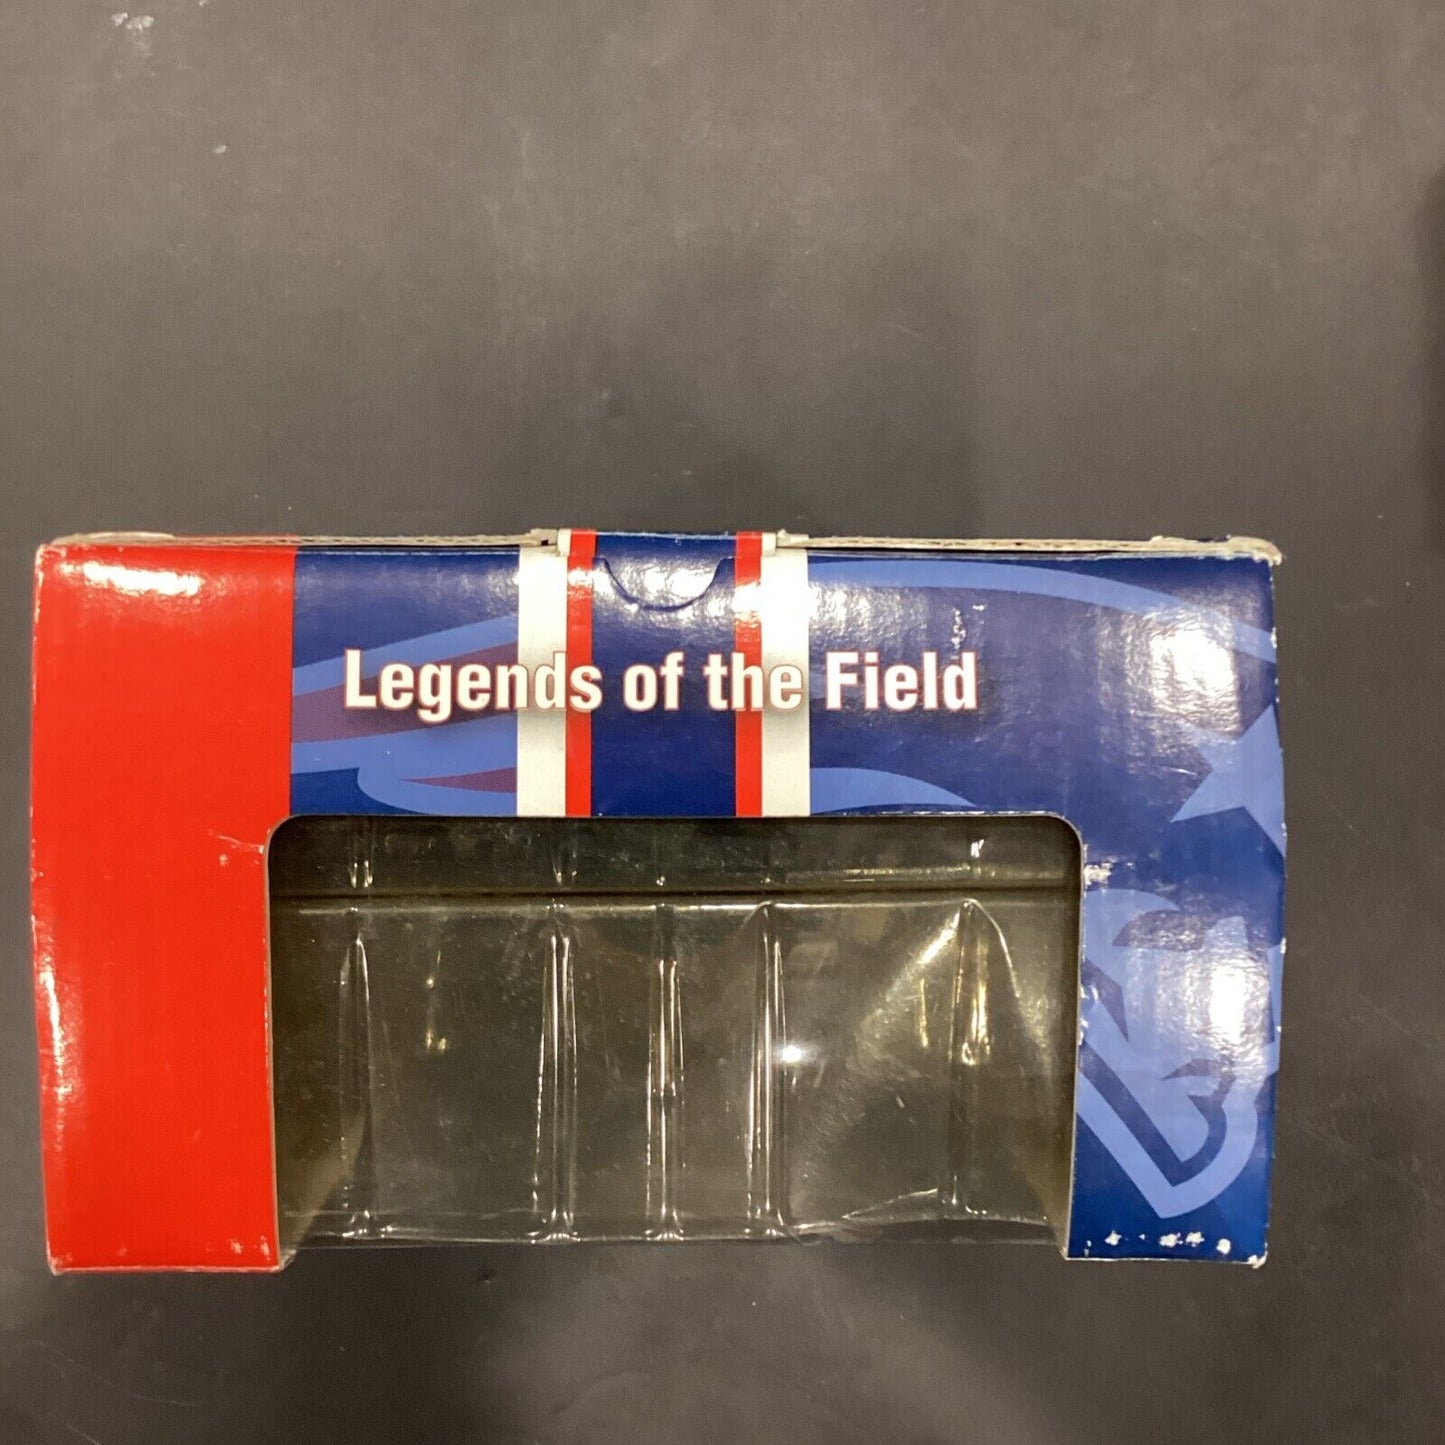 Legends of the Field